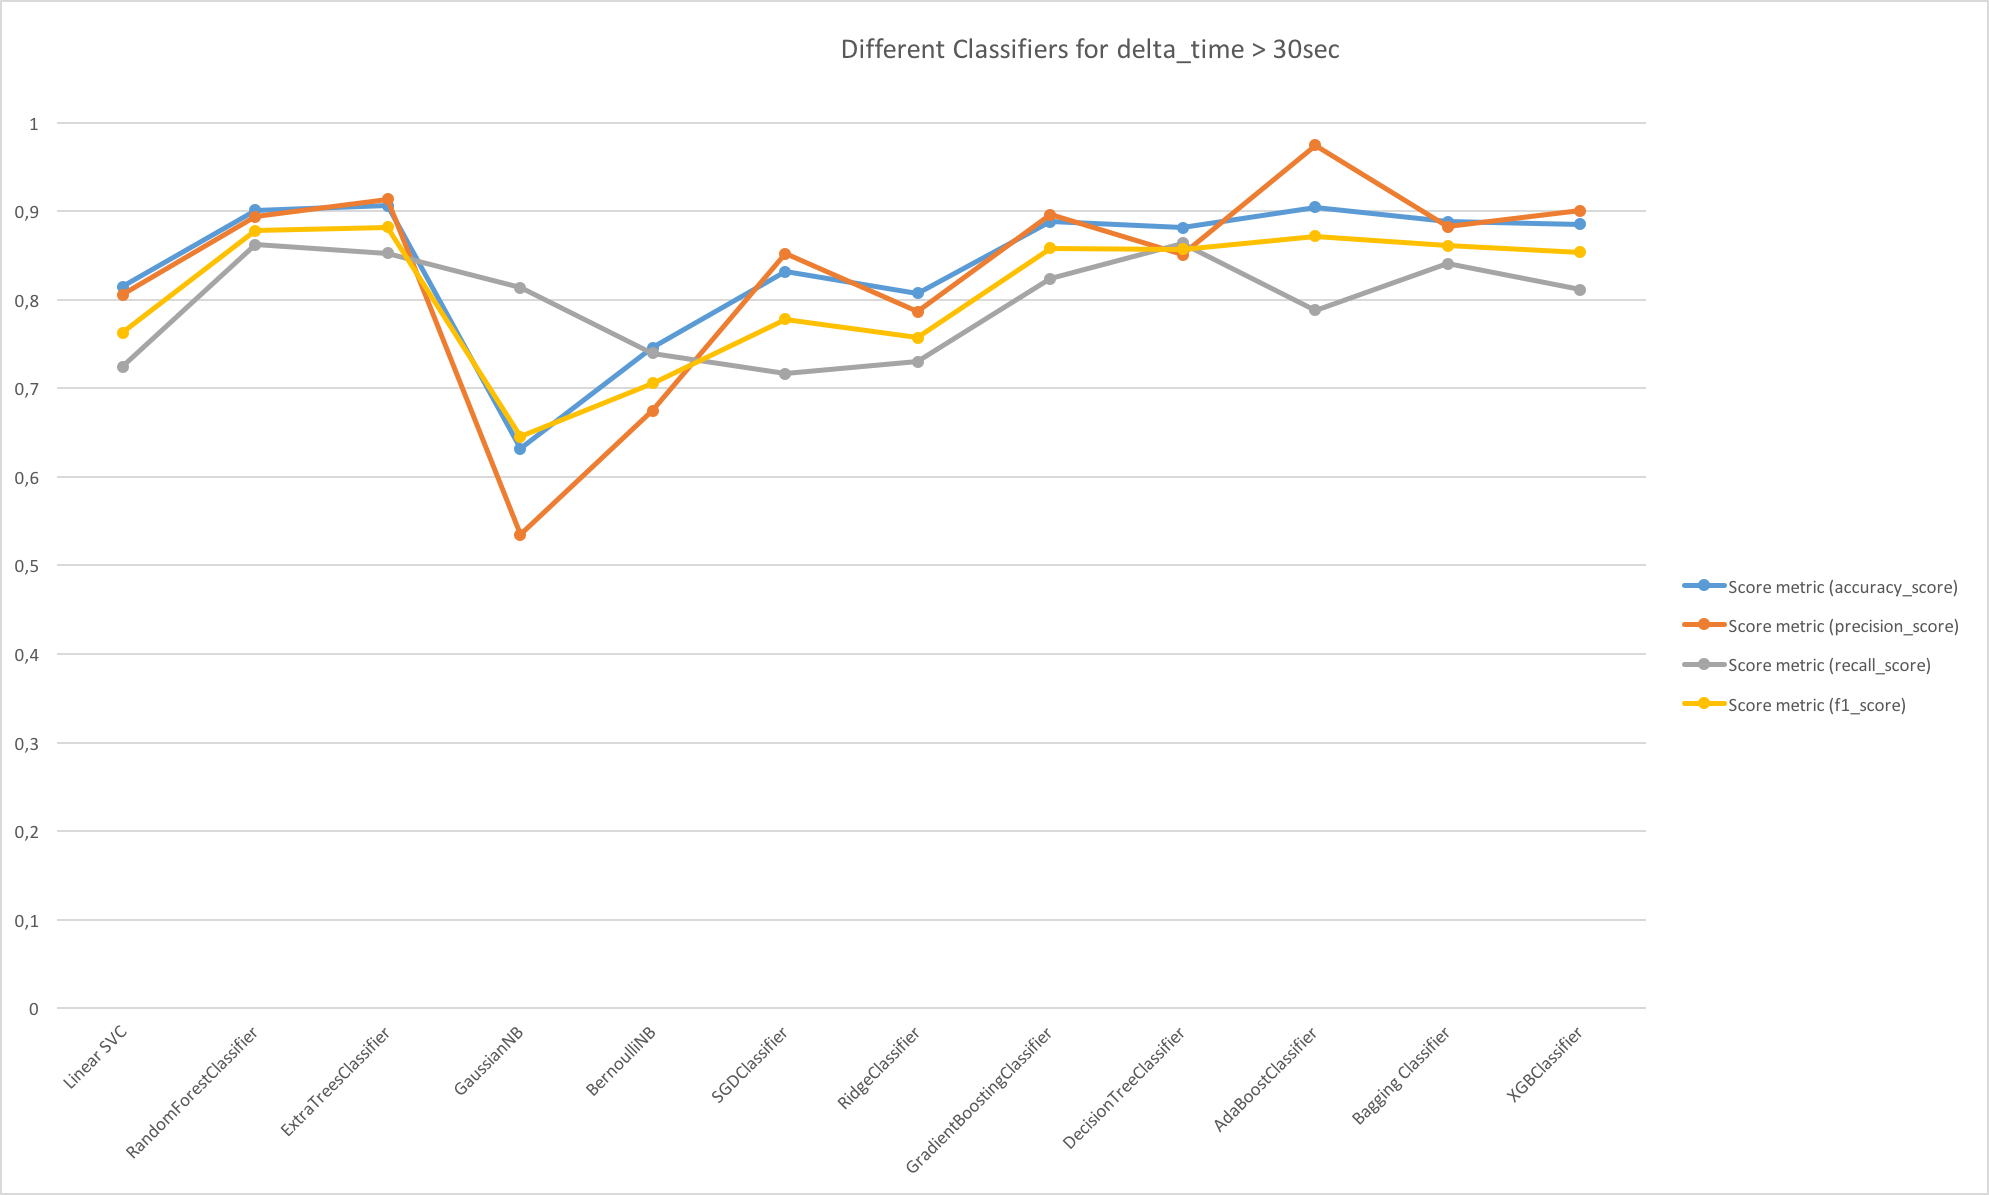 Different Classifiers for delta_time > 30sec
1
0,9
0,8
0,7
0,6
0,5
0,4
0,3
0,2
0,1
0
Linear SVC
RandomForestClassifier
ExtraTreesClassifier
GaussianNB
BernoulliNB
SGDClassifier
RidgeClassifier
GradientBoostingClassifier
DecisionTreeClassifier
AdaBoostClassifier
Bagging Classifier
XGBClassifier
Score metric (accuracy_score)
Score metric (precision_score)
Score metric (recall_score)
Score metric (f1_score)